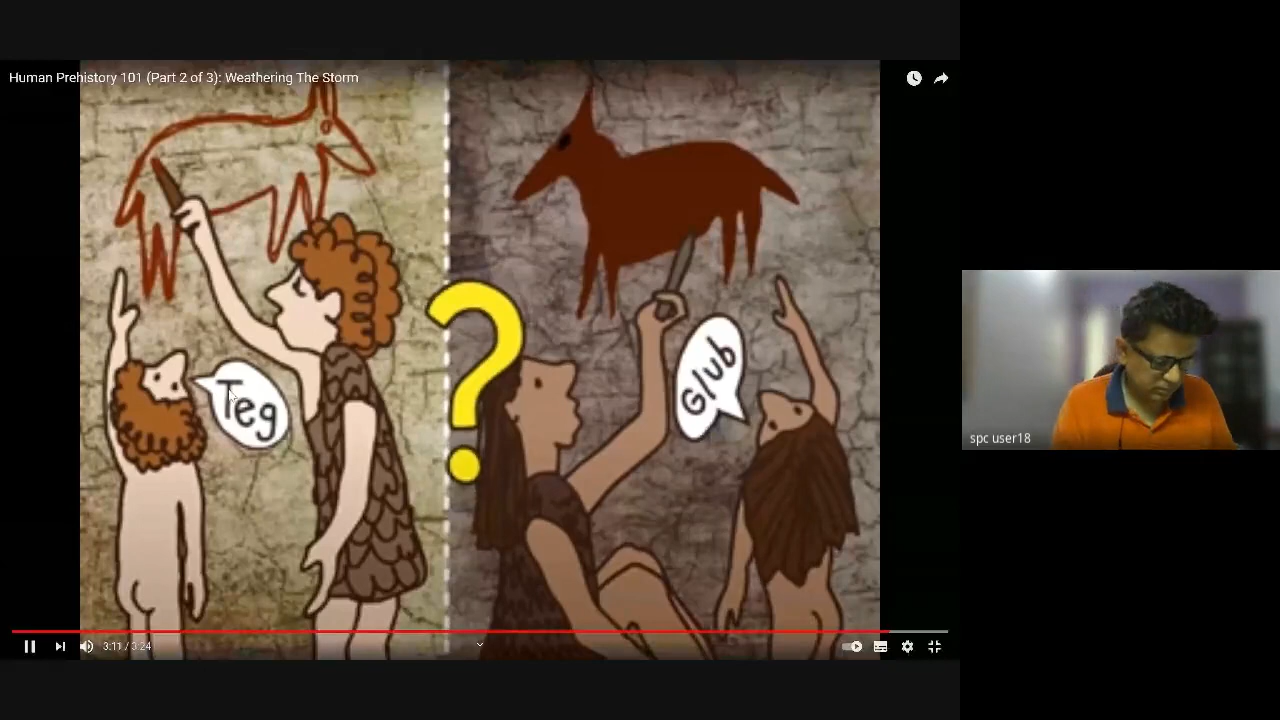 Human Prehistory 101 (Part 2 of 3): Weathering The Storm
Teg
Glub
?
spc user18
3:11 / 3:24